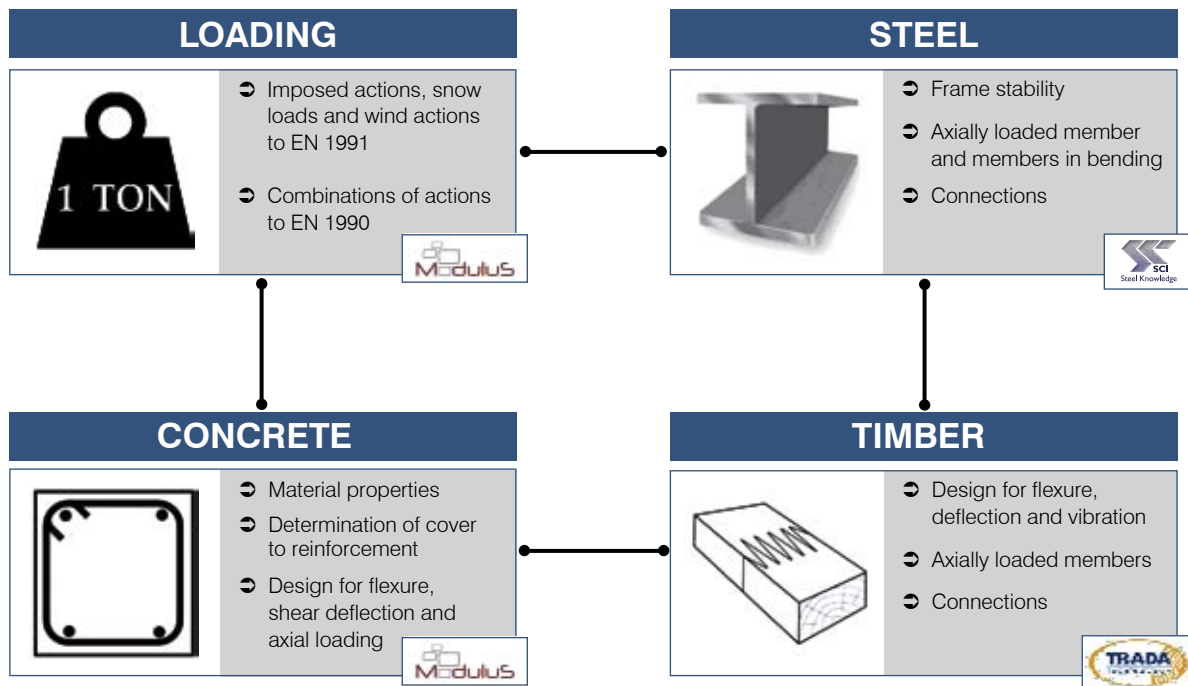 LOADING
1 TON
Imposed actions, snow
loads and wind actions
to EN 1991
Combinations of actions
to EN 1990
ModuluS
STEEL
Frame stability
Axially loaded member
and members in bending
Connections
SCI
Steel Knowledge
CONCRETE
Material properties
Determination of cover
to reinforcement
Design for flexure,
shear deflection and
axial loading
ModuluS
TIMBER
Design for flexure,
deflection and vibration
Axially loaded members
Connections
TRADA